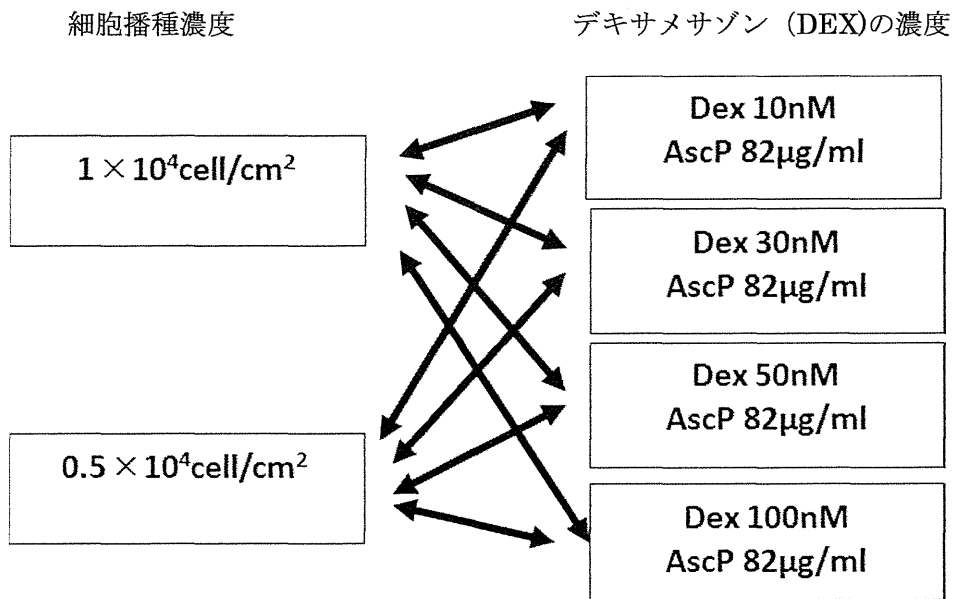 細胞播種濃度
デキサメサゾン (DEX)の濃度
1×10⁴cell/cm²
0.5×10⁴cell/cm²
Dex 10nM
AscP 82μg/ml
Dex 30nM
AscP 82μg/ml
Dex 50nM
AscP 82μg/ml
Dex 100nM
AscP 82μg/ml